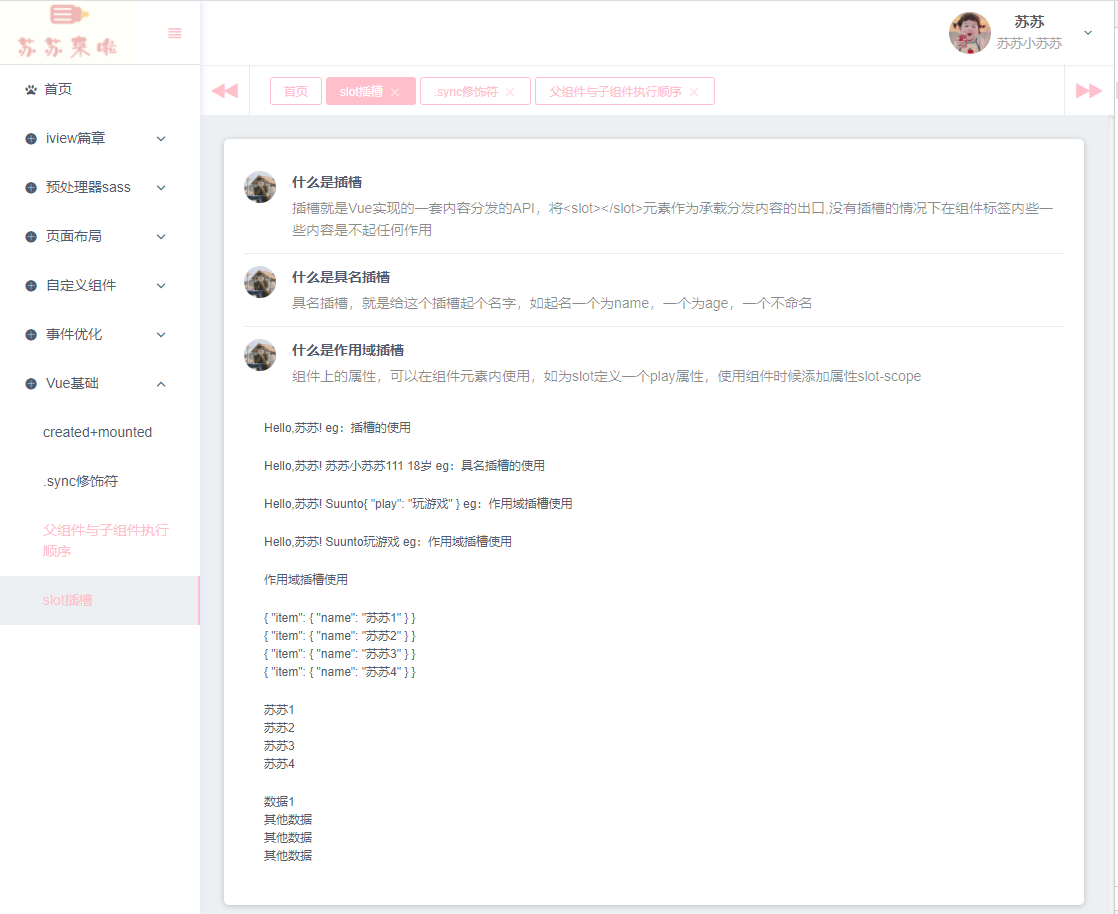 苏苏来啦
苏苏
苏苏小苏苏
首页
iview篇章
预处理器sass
页面布局
自定义组件
事件优化
Vue基础
created+mounted
.sync修饰符
父组件与子组件执行
顺序
slot插槽
首页
slot插槽
.sync修饰符
父组件与子组件执行顺序
什么是插槽
插槽就是Vue实现的一套内容分发的API，将<slot></slot>元素作为承载分发内容的出口,没有插槽的情况下在组件标签内些一
些内容是不起任何作用
什么是具名插槽
具名插槽，就是给这个插槽起个名字，如起名一个为name，一个为age，一个不命名
什么是作用域插槽
组件上的属性，可以在组件元素内使用，如为slot定义一个play属性，使用组件时候添加属性slot-scope
Hello,苏苏! eg：插槽的使用
Hello,苏苏! 苏苏小苏苏111 18岁 eg：具名插槽的使用
Hello,苏苏! Suunto{ "play": "玩游戏" } eg：作用域插槽使用
Hello,苏苏! Suunto玩游戏 eg：作用域插槽使用
作用域插槽使用
{ "item": { "name": "苏苏1" } }
{ "item": { "name": "苏苏2" } }
{ "item": { "name": "苏苏3" } }
{ "item": { "name": "苏苏4" } }
苏苏1
苏苏2
苏苏3
苏苏4
数据1
其他数据
其他数据
其他数据